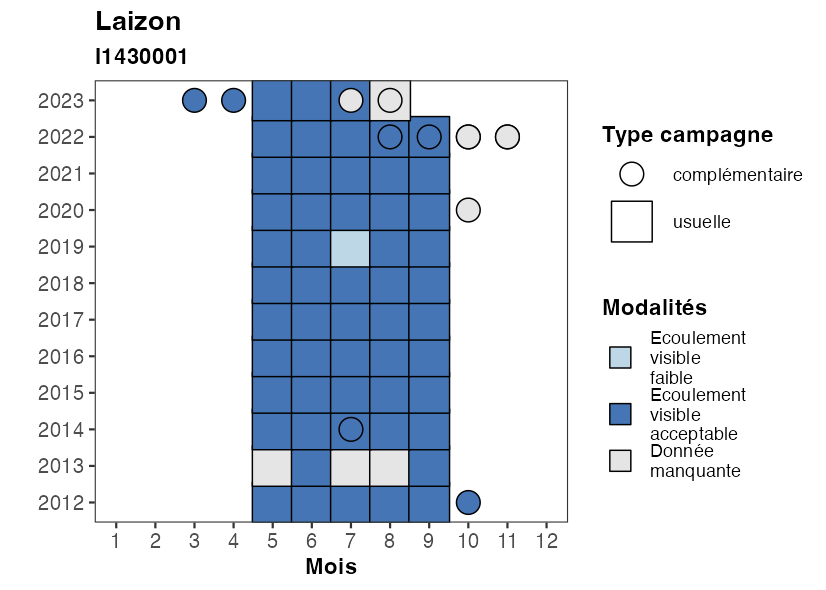 Laizon
I1430001
2023
2022
2021
2020
2019
2018
2017
2016
2015
2014
2013
2012
1 2 3 4 5 6 7 8 9 10 11 12
Mois
Type campagne
complémentaire
usuelle
Modalités
Ecoulement
visible
faible
Ecoulement
visible
acceptable
Donnée
manquante